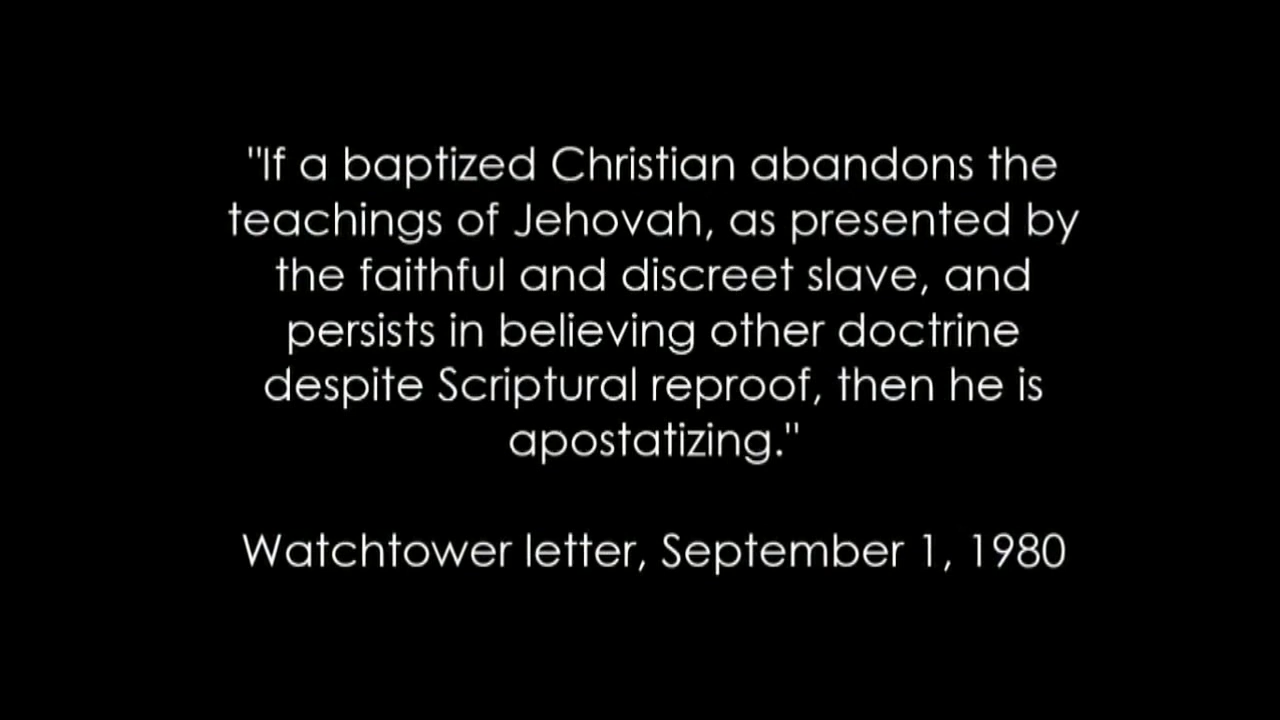 "If a baptized Christian abandons the
teachings of Jehovah, as presented by
the faithful and discreet slave, and
persists in believing other doctrine
despite Scriptural reproof, then he is
apostatizing."
Watchtower letter, September 1, 1980